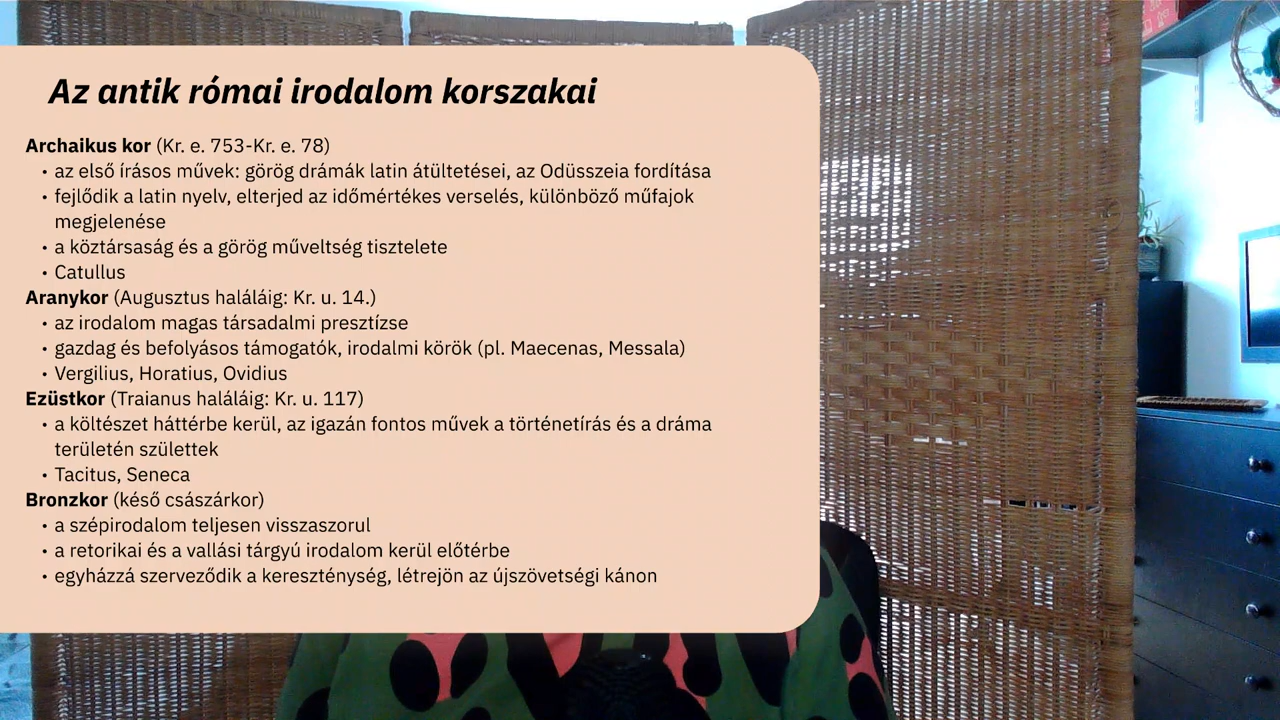 Az antik római irodalom korszakai
Archaikus kor (Kr. e. 753-Kr. e. 78)
• az első írásos művek: görög drámák latin átültetései, az Odüsszeia fordítása
• fejlődik a latin nyelv, elterjed az időmértékes verselés, különböző műfajok
megjelenése
• a köztársaság és a görög műveltség tisztelete
• Catullus
Aranykor (Augusztus haláláig: Kr. u. 14.)
• az irodalom magas társadalmi presztízse
• gazdag és befolyásos támogatók, irodalmi körök (pl. Maecenas, Messala)
• Vergilius, Horatius, Ovidius
Ezüstkor (Traianus haláláig: Kr. u. 117)
• a költészet háttérbe kerül, az igazán fontos művek a történetírás és a dráma
területén születtek
• Tacitus, Seneca
Bronzkor (késő császárkor)
• a szépirodalom teljesen visszaszorul
• a retorikai és a vallási tárgyú irodalom kerül előtérbe
• egyházzá szerveződik a kereszténység, létrejön az újszövetségi kánon